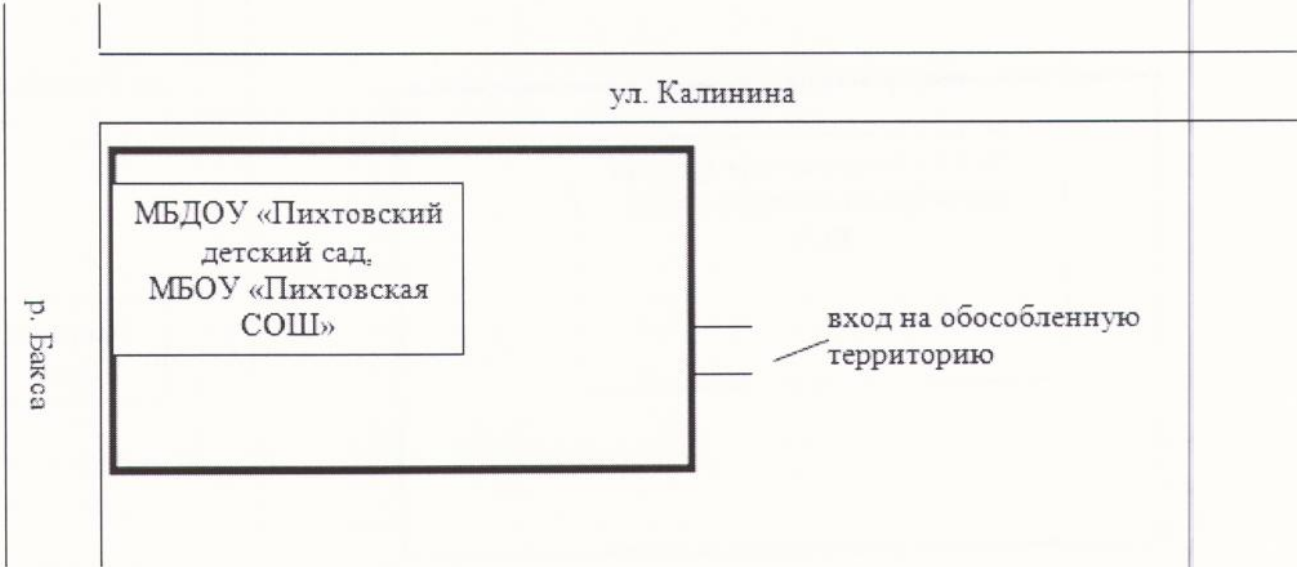 ул. Калинина
МБДОУ «Пихтовский
детский сад,
МБОУ «Пихтовская
СОШ»
р. Бакса
вход на обособленную
территорию